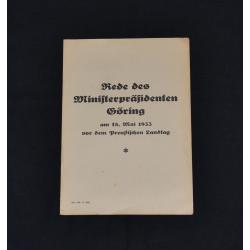 Rede des
Ministerpräsidenten
Göring
am 18. Mai 1933
vor dem Preußischen Landtag
*